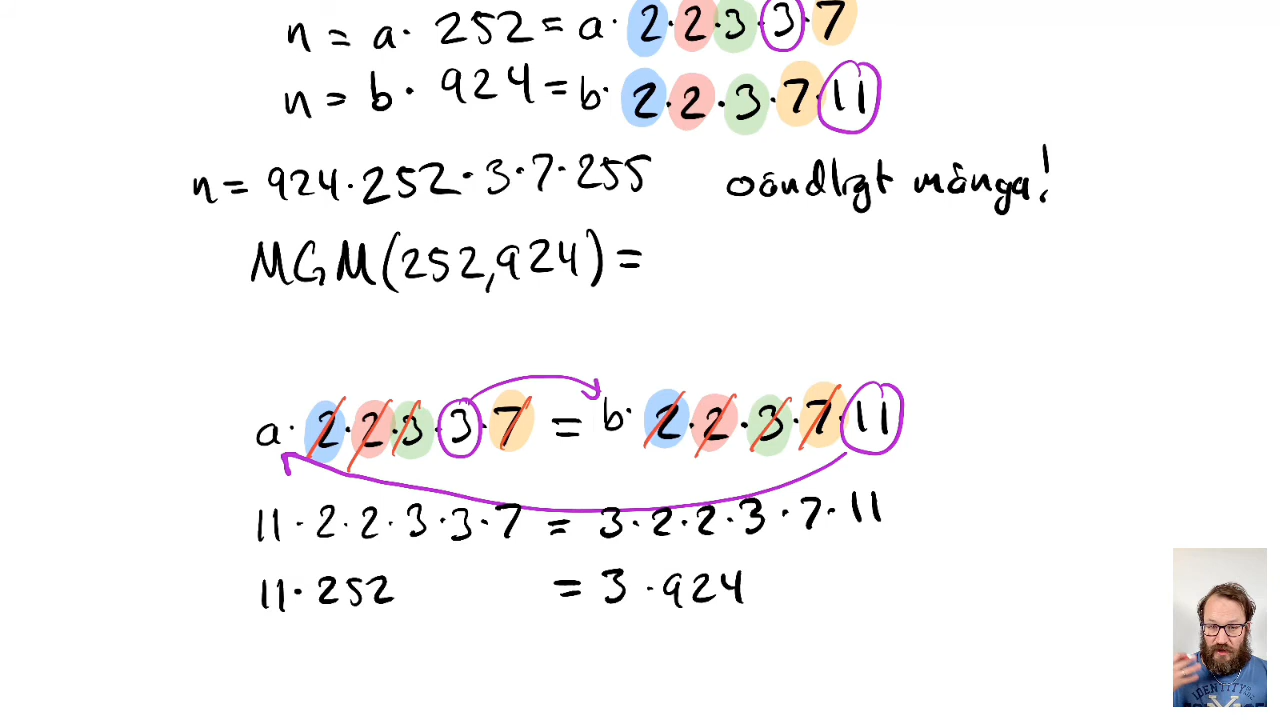 n = a · 252 = a · 2 · 2 · 3 · 3 · 7
n = b · 924 = b · 2 · 2 · 3 · 7 · 11
n = 924 · 252 · 3 · 7 · 255 oändligt många!
MGM(252,924) =
a · 2 · 2 · 3 · 3 · 7 = b · 2 · 2 · 3 · 7 · 11
11 · 2 · 2 · 3 · 3 · 7 = 3 · 2 · 2 · 3 · 7 · 11
11 · 252 = 3 · 924
IDENTITY